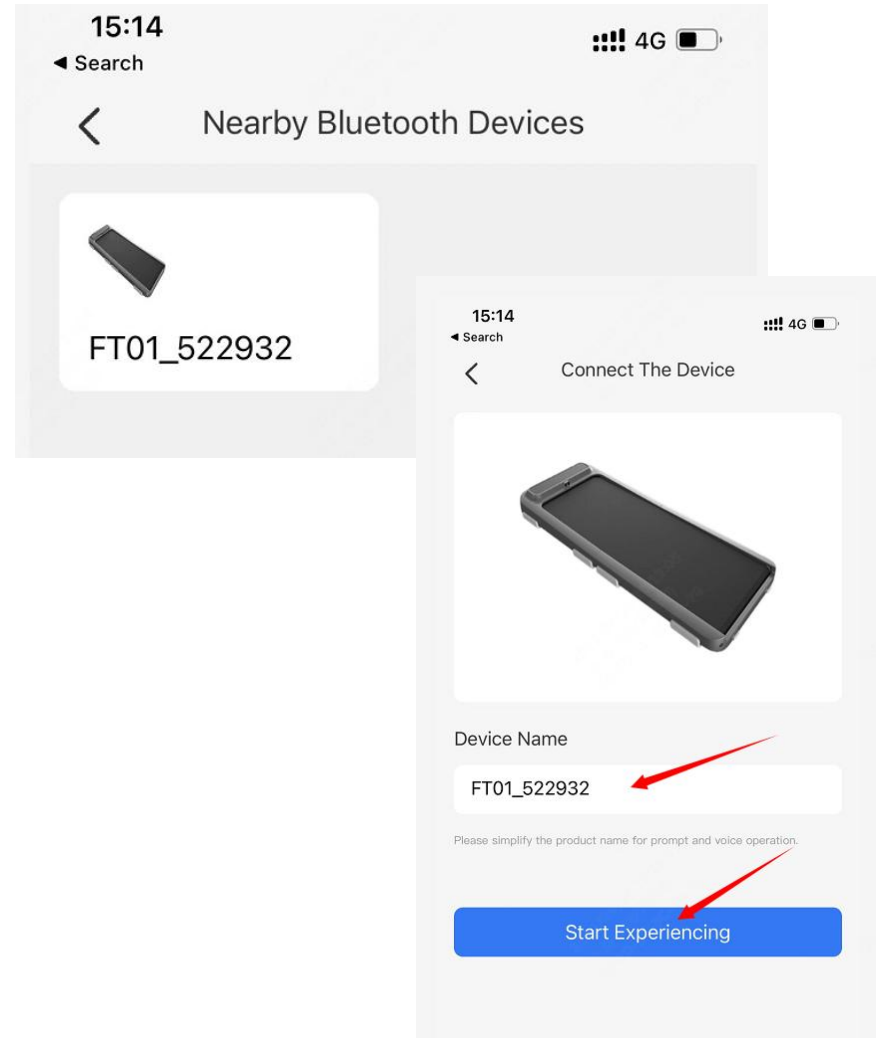 15:14
4G
◀ Search
Nearby Bluetooth Devices
FT01_522932
15:14
4G
◀ Search
Connect The Device
Device Name
FT01_522932
Please simplify the product name for prompt and voice operation.
Start Experiencing